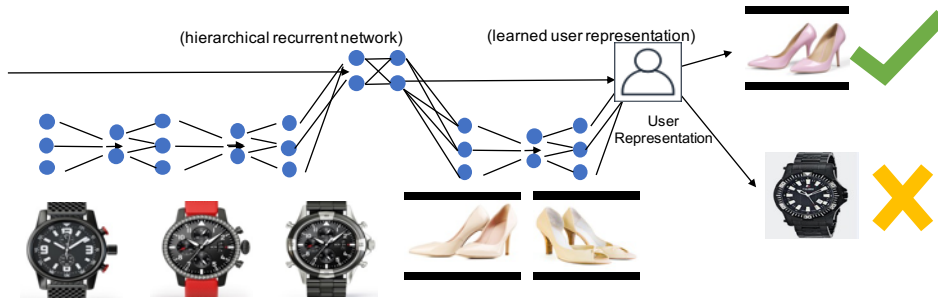 (hierarchical recurrent network)
(learned user representation)
User
Representation